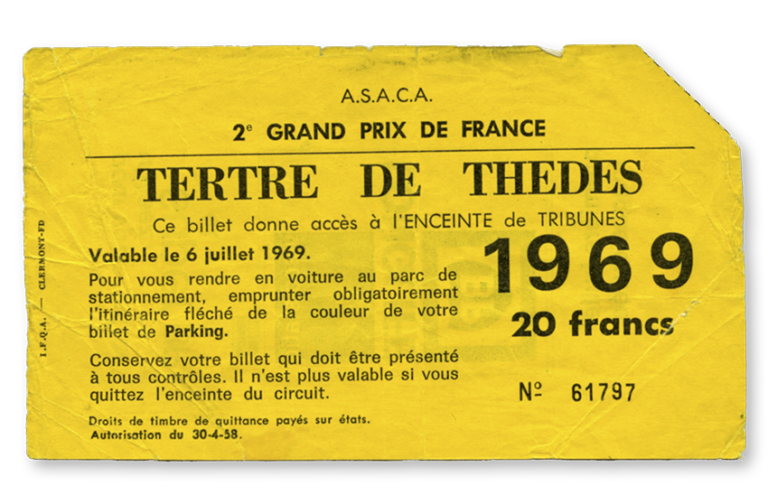 A.S.A.C.A.
2e GRAND PRIX DE FRANCE
TERTRE DE THEDES
Ce billet donne accès à l'ENCEINTE de TRIBUNES
Valable le 6 juillet 1969.
Pour vous rendre en voiture au parc de
stationnement, emprunter obligatoirement
l'itinéraire fléché de la couleur de votre
billet de Parking.
Conservez votre billet qui doit être présenté
à tous contrôles. Il n'est plus valable si vous
quittez l'enceinte du circuit.
Droits de timbre de quittance payés sur états.
Autorisation du 30-4-58.
1969
20 francs
Nº 61797
I.F.Q.A. — CLERMONT-FD